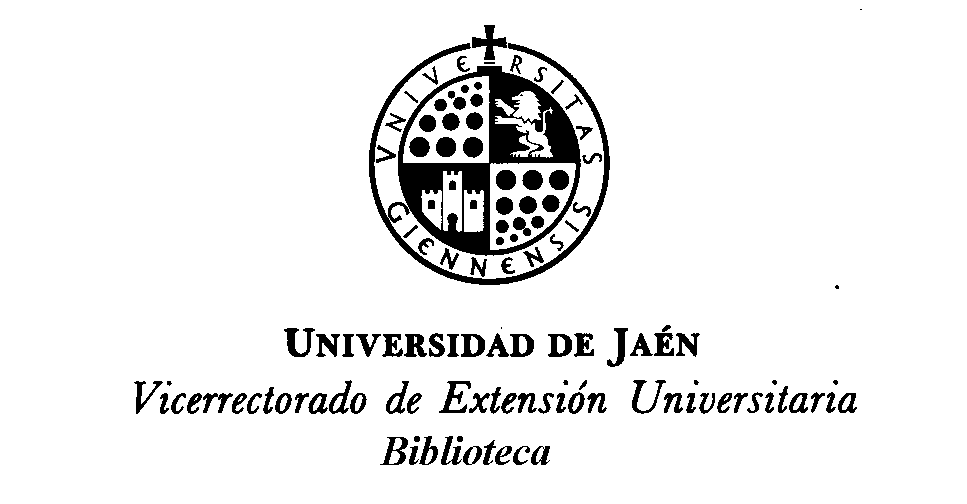 VNIVERSITAS
GIENNENSIS
UNIVERSIDAD DE JAÉN
Vicerrectorado de Extensión Universitaria
Biblioteca